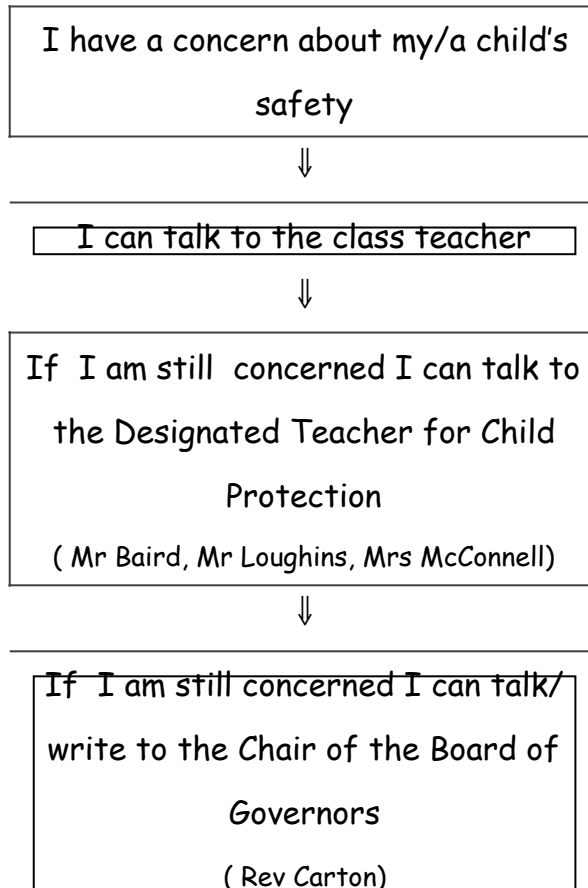 I have a concern about my/a child's
safety
⇓
I can talk to the class teacher
⇓
If I am still concerned I can talk to
the Designated Teacher for Child
Protection
( Mr Baird, Mr Loughins, Mrs McConnell)
⇓
If I am still concerned I can talk/
write to the Chair of the Board of
Governors
( Rev Carton)